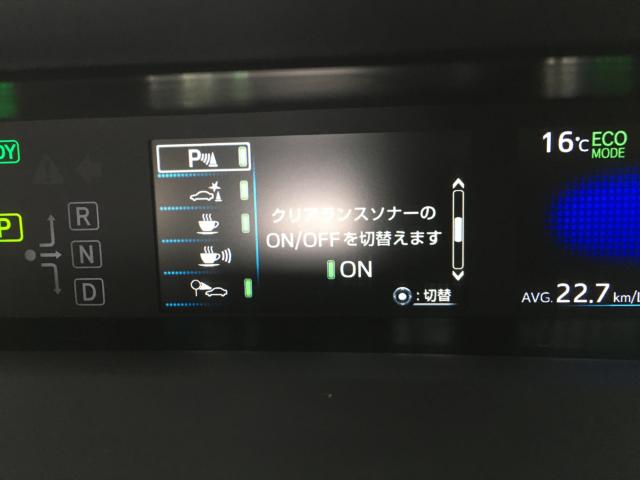 DY
P
R
N
D
P
クリアランスソナーの
ON/OFFを切替えます
ON
:切替
16℃
ECO
MODE
AVG. 22.7 km/L